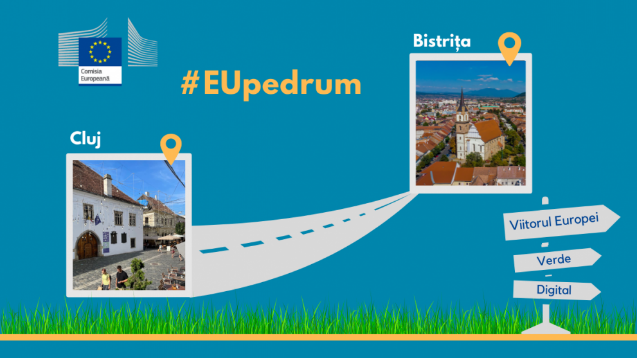 Comisia
Europeană
#EUpedrum
Bistrița
Cluj
Viitorul Europei
Verde
Digital